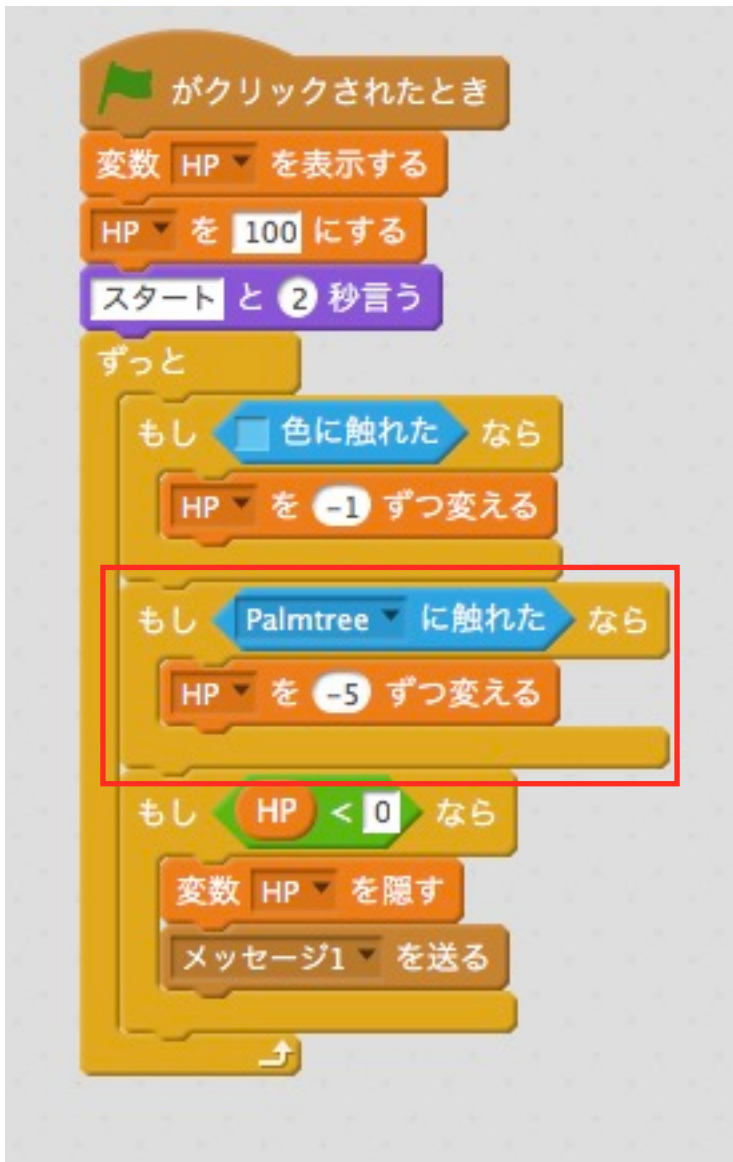 がクリックされたとき
変数 HP を表示する
HP を 100 にする
スタート と 2 秒言う
ずっと
もし 色に触れた なら
HP を -1 ずつ変える
もし Palmtree に触れた なら
HP を -5 ずつ変える
もし HP < 0 なら
変数 HP を隠す
メッセージ1 を送る